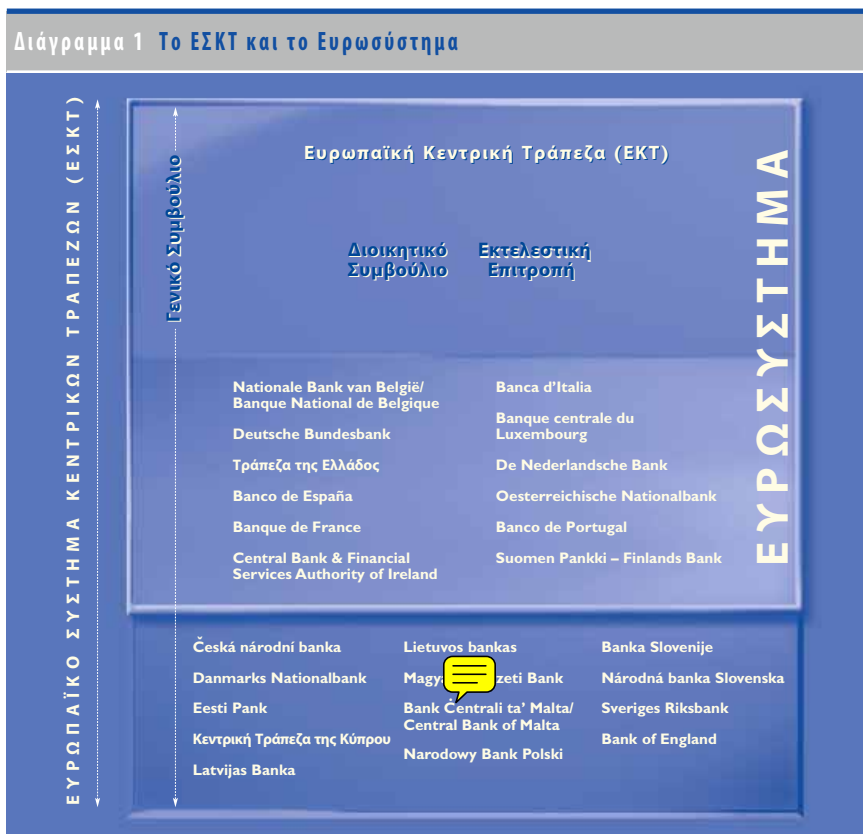 Διάγραμμα 1 Το ΕΣΚΤ και το Ευρωσύστημα
ΕΥΡΩΠΑΪΚΟ ΣΥΣΤΗΜΑ ΚΕΝΤΡΙΚΩΝ ΤΡΑΠΕΖΩΝ (ΕΣΚΤ)
Γενικό Συμβούλιο
Ευρωπαϊκή Κεντρική Τράπεζα (ΕΚΤ)
Διοικητικό
Συμβούλιο
Εκτελεστική
Επιτροπή
ΕΥΡΩΣΥΣΤΗΜΑ
Nationale Bank van België/
Banque National de Belgique
Deutsche Bundesbank
Τράπεζα της Ελλάδος
Banco de España
Banque de France
Central Bank & Financial
Services Authority of Ireland
Banca d'Italia
Banque centrale du
Luxembourg
De Nederlandsche Bank
Oesterreichische Nationalbank
Banco de Portugal
Suomen Pankki – Finlands Bank
Česká národní banka
Danmarks Nationalbank
Eesti Pank
Κεντρική Τράπεζα της Κύπρου
Latvijas Banka
Lietuvos bankas
Bank
Bank Ċentrali ta' Malta/
Central Bank of Malta
Narodowy Bank Polski
Banka Slovenije
Národná banka Slovenska
Sveriges Riksbank
Bank of England